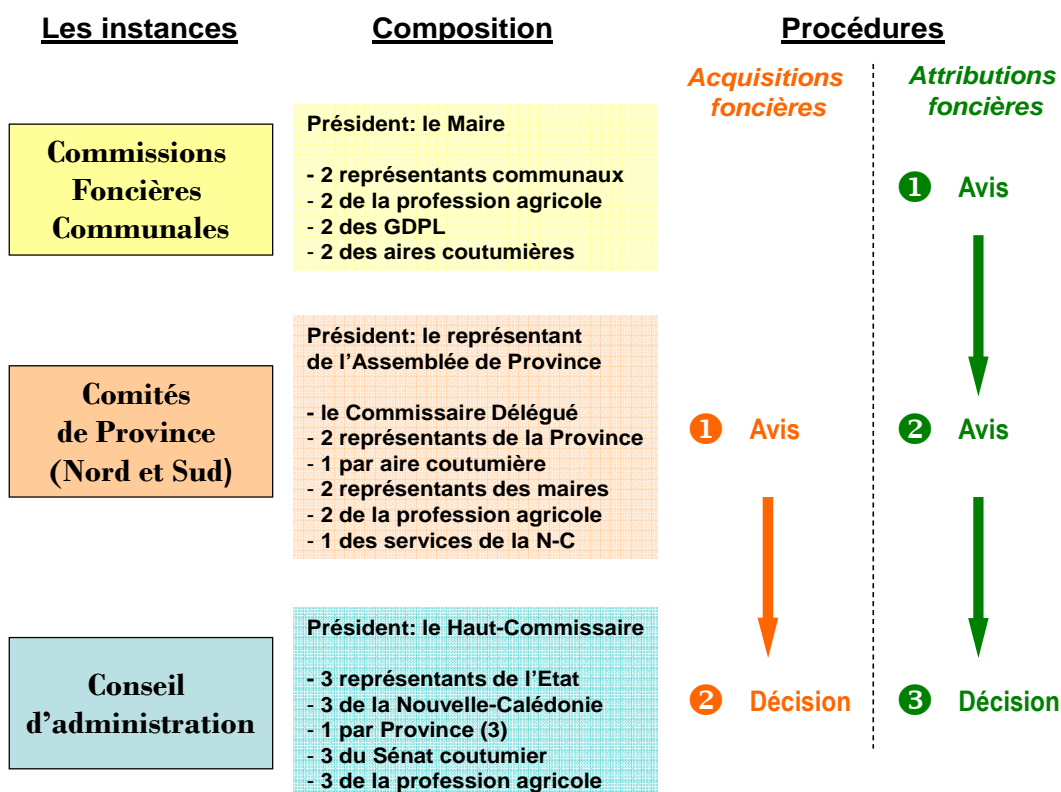 Les instances
Composition
Procédures
Acquisitions
foncières
Attributions
foncières
Commissions
Foncières
Communales
Président: le Maire
- 2 représentants communaux
- 2 de la profession agricole
- 2 des GDPL
- 2 des aires coutumières
❶ Avis
Comités
de Province
(Nord et Sud)
Président: le représentant
de l’Assemblée de Province
- le Commissaire Délégué
- 2 représentants de la Province
- 1 par aire coutumière
- 2 représentants des maires
- 2 de la profession agricole
- 1 des services de la N-C
❶ Avis
❷ Avis
Conseil
d’administration
Président: le Haut-Commissaire
- 3 représentants de l’Etat
- 3 de la Nouvelle-Calédonie
- 1 par Province (3)
- 3 du Sénat coutumier
- 3 de la profession agricole
❷ Décision
❸ Décision